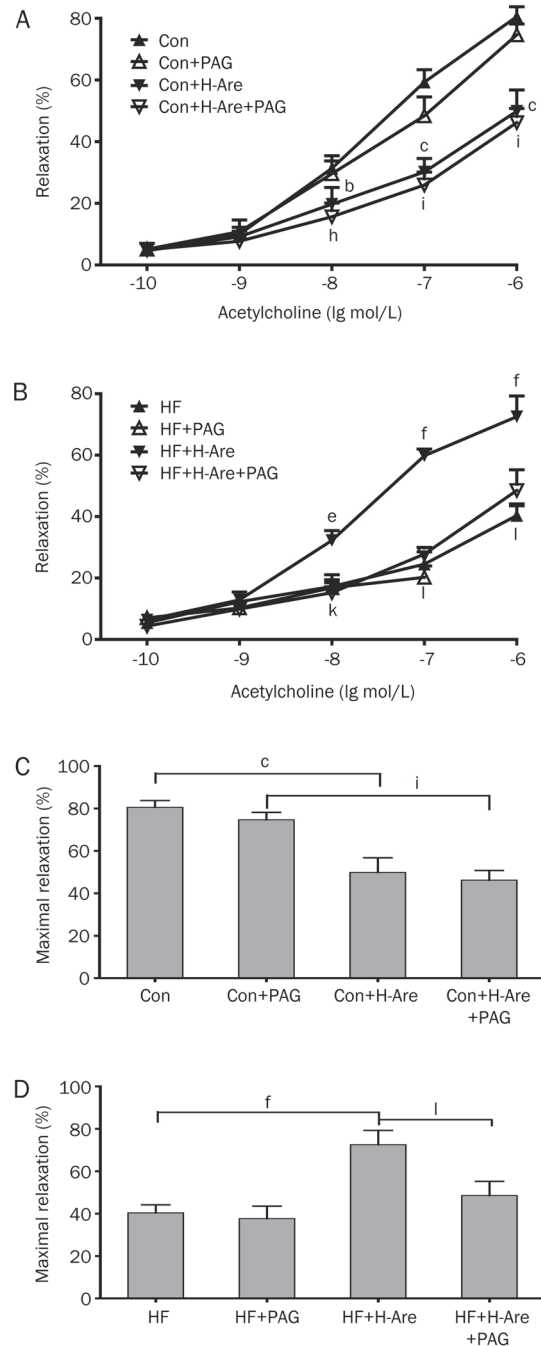 A
Con
Con+PAG
Con+H-Are
Con+H-Are+PAG
Relaxation (%)
80
60
40
20
0
b
c
c
h
i
i
-10 -9 -8 -7 -6
Acetylcholine (lg mol/L)
B
HF
HF+PAG
HF+H-Are
HF+H-Are+PAG
Relaxation (%)
80
60
40
20
0
e
f
f
k
l
l
-10 -9 -8 -7 -6
Acetylcholine (lg mol/L)
C
Maximal relaxation (%)
100
80
60
40
20
0
c
i
Con Con+PAG Con+H-Are Con+H-Are
+PAG
D
Maximal relaxation (%)
100
80
60
40
20
0
f
l
HF HF+PAG HF+H-Are HF+H-Are
+PAG